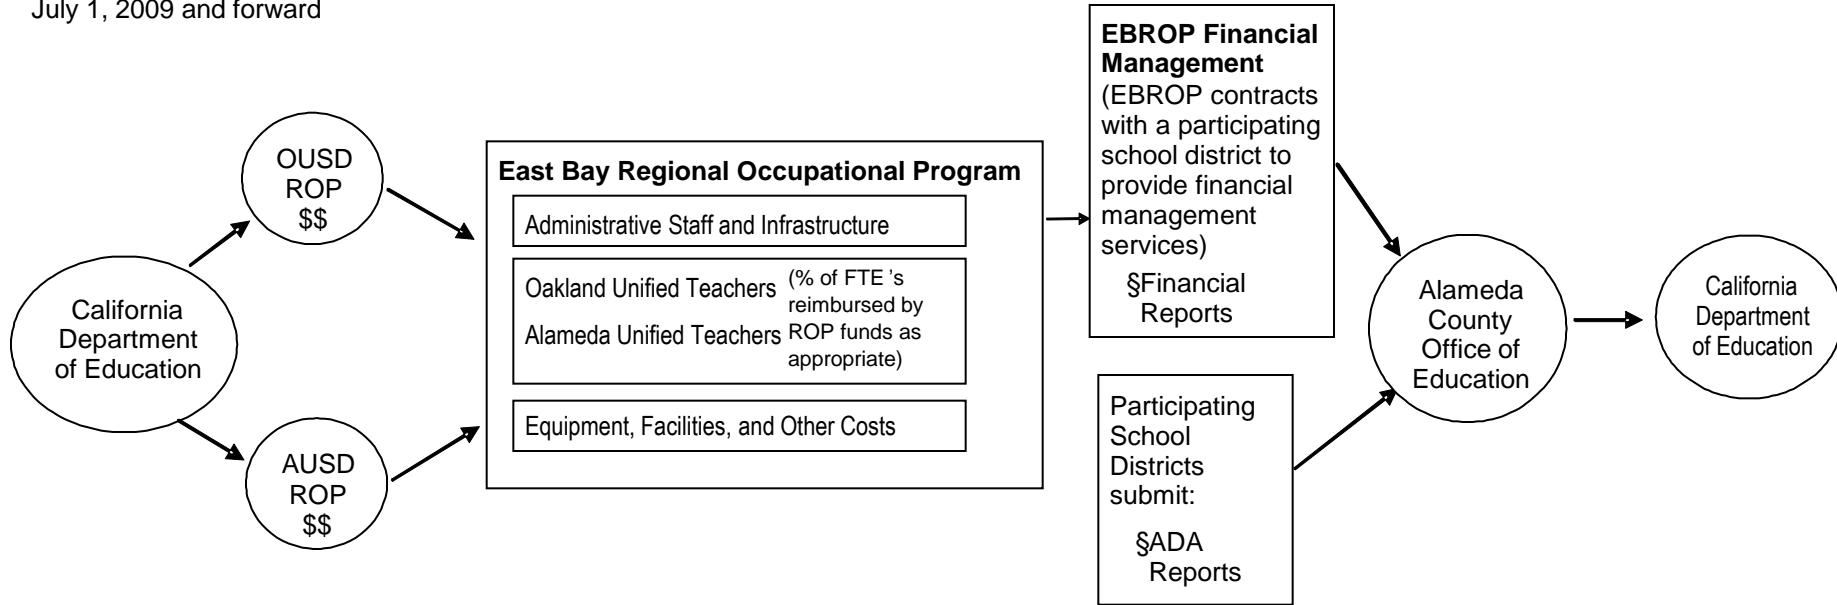 July 1, 2009 and forward
California
Department
of Education
OUSD
ROP
$$
AUSD
ROP
$$
East Bay Regional Occupational Program
Administrative Staff and Infrastructure
Oakland Unified Teachers
Alameda Unified Teachers
(% of FTE 's
reimbursed by
ROP funds as
appropriate)
Equipment, Facilities, and Other Costs
EBROP Financial
Management
(EBROP contracts
with a participating
school district to
provide financial
management
services)
§Financial
Reports
Participating
School
Districts
submit:
§ADA
Reports
Alameda
County
Office of
Education
California
Department
of Education